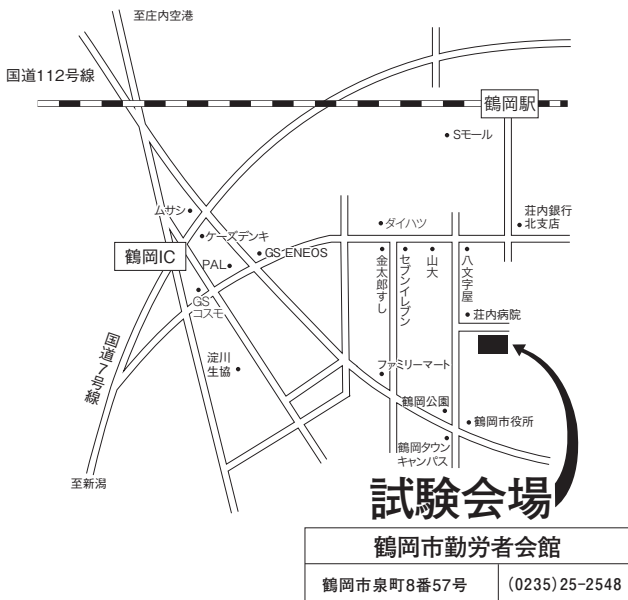 至庄内空港
国道112号線
鶴岡駅
Sモール
ムサシ
ダイハツ
荘内銀行
北支店
ケーズデンキ
鶴岡IC
PAL
GS ENEOS
金太郎すし
セブンイレブン
山大
八文字屋
GS
コスモ
荘内病院
国道7号線
淀川
生協
ファミリーマート
鶴岡公園
鶴岡市役所
鶴岡タウン
キャンパス
至新潟
試験会場
鶴岡市勤労者会館
鶴岡市泉町8番57号
(0235)25-2548